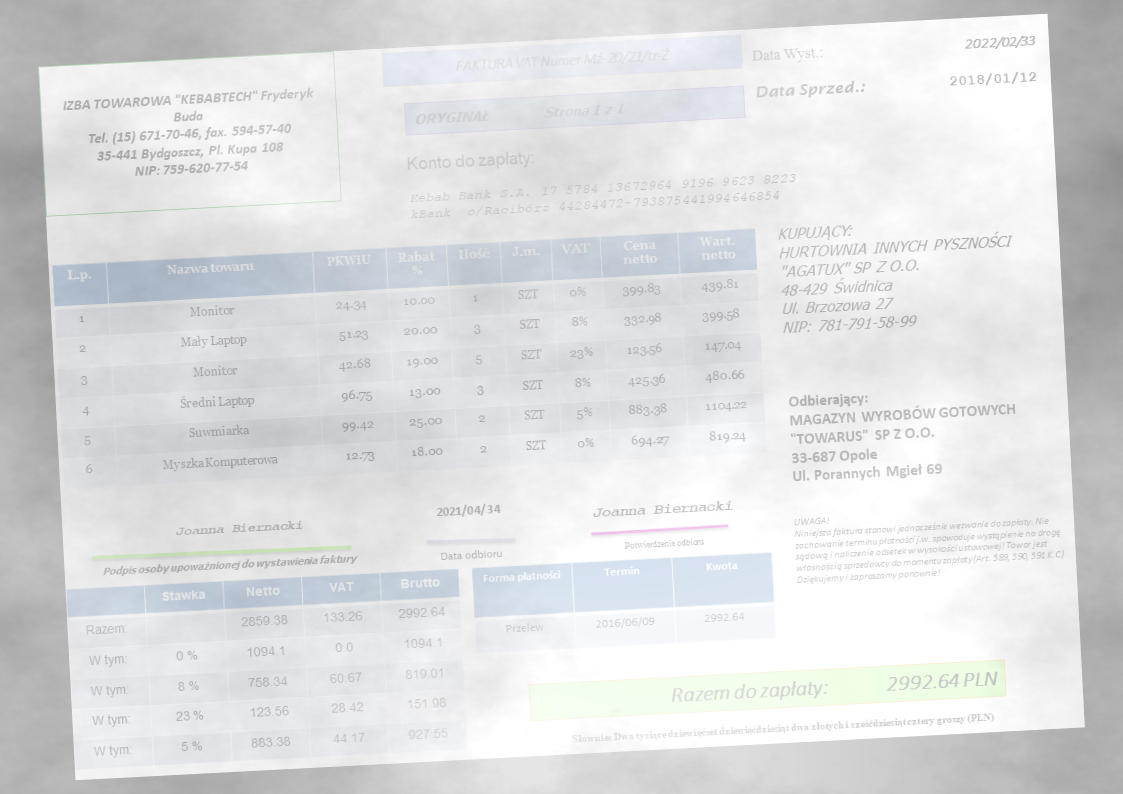 IZBA TOWAROWA "KEBABTECH" Fryderyk
Buda
Tel. (15) 671-70-46, fax. 594-57-40
35-441 Bydgoszcz, Pl. Kupa 108
NIP: 759-620-77-54
FAKTURA VAT Numer Mź-20/21/tr-Ż
ORYGINAŁ Strona 1 z 1
Data Wyst.: 2022/02/33
Data Sprzed.: 2018/01/12
Konto do zapłaty:
Kebab Bank S.A. 17 5784 13672964 9196 9623 8223
kBank o/Racibórz 44284472-793875441994646854
KUPUJĄCY:
HURTOWNIA INNYCH PYSZNOŚCI
"AGATUX" SP Z O.O.
48-429 Świdnica
Ul. Brzozowa 27
NIP: 781-791-58-99
L.p. Nazwa towaru PKWiU Rabat % Ilość J.m. VAT Cena netto Wart. netto
1 Monitor 24.34 10.00 1 SZT 0% 399.83 439.81
2 Mały Laptop 51.23 20.00 3 SZT 8% 332.98 399.58
3 Monitor 42.68 19.00 5 SZT 23% 123.56 147.04
4 Średni Laptop 96.75 13.00 3 SZT 8% 425.36 480.66
5 Suwmiarka 99.42 25.00 2 SZT 5% 883.38 1104.22
6 Myszka Komputerowa 12.73 18.00 2 SZT 0% 694.27 819.24
Odbierający:
MAGAZYN WYROBÓW GOTOWYCH
"TOWARUS" SP Z O.O.
33-687 Opole
Ul. Porannych Mgieł 69
Joanna Biernacki
Podpis osoby upoważnionej do wystawienia faktury
2021/04/34
Data odbioru
Joanna Biernacki
Potwierdzenie odbioru
UWAGA!
Niniejsza faktura stanowi jednocześnie wezwanie do zapłaty. Nie
zachowanie terminu płatności j.w. spowoduje wystąpienie na drogę
sądową i naliczenie odsetek w wysokości ustawowej! Towar jest
własnością sprzedawcy do momentu zapłaty (Art. 589, 590, 591 K.C)
Dziękujemy i zapraszamy ponownie!
Stawka Netto VAT Brutto
Razem: 2859.38 133.26 2992.64
W tym: 0 % 1094.1 0.0 1094.1
W tym: 8 % 758.34 60.67 819.01
W tym: 23 % 123.56 28.42 151.98
W tym: 5 % 883.38 44.17 927.55
Forma płatności Termin Kwota
Przelew 2016/06/09 2992.64
Razem do zapłaty: 2992.64 PLN
Słownie: Dwa tysiące dziewięćset dziewięćdziesiąt dwa złotych i sześćdziesiąt cztery groszy (PLN)